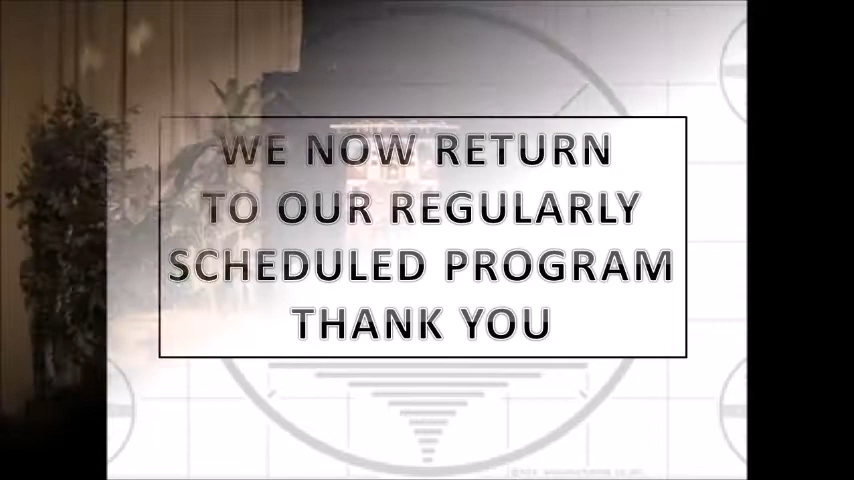 WE NOW RETURN
TO OUR REGULARLY
SCHEDULED PROGRAM
THANK YOU